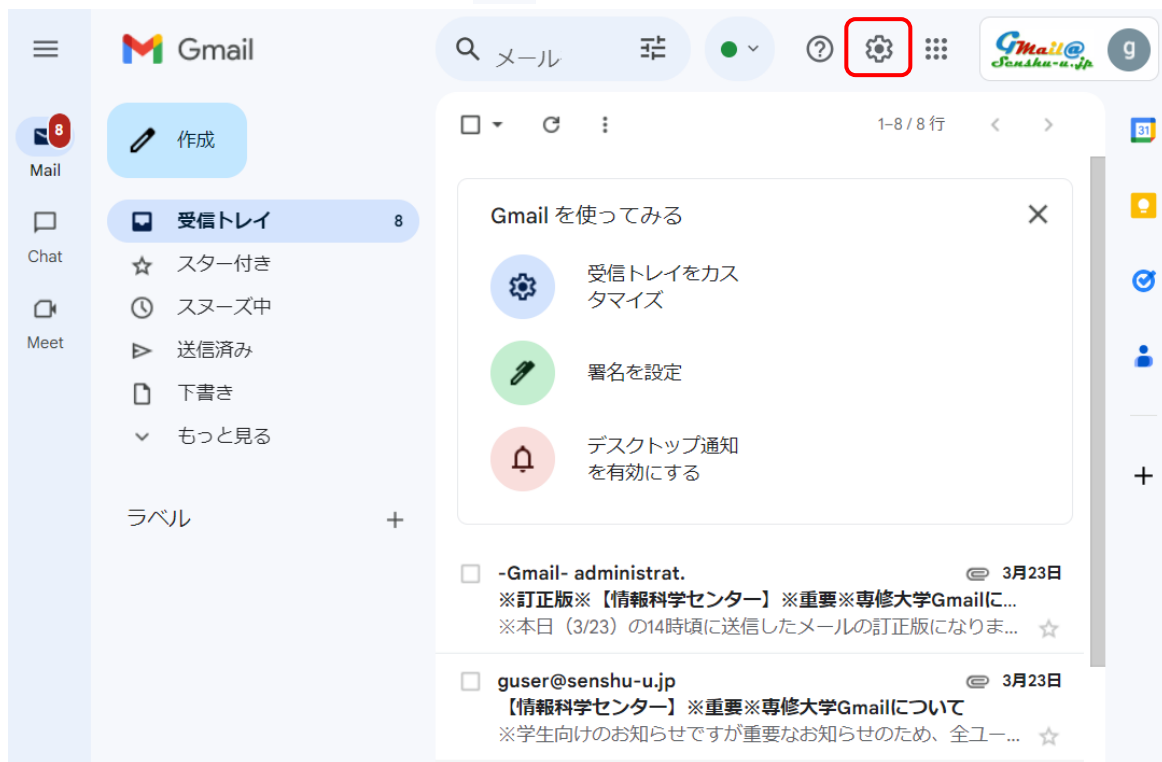 Gmail
メール
GMail@
Senshu-u.jp
g
8
Mail
Chat
Meet
作成
受信トレイ 8
スター付き
スヌーズ中
送信済み
下書き
もっと見る
ラベル
1–8 / 8 行
31
Gmail を使ってみる
受信トレイをカス
タマイズ
署名を設定
デスクトップ通知
を有効にする
-Gmail- administrat. 3月23日
※訂正版※【情報科学センター】※重要※専修大学Gmailに...
※本日（3/23）の14時頃に送信したメールの訂正版になりま...
guser@senshu-u.jp 3月23日
【情報科学センター】※重要※専修大学Gmailについて
※学生向けのお知らせですが重要なお知らせのため、全ユー...